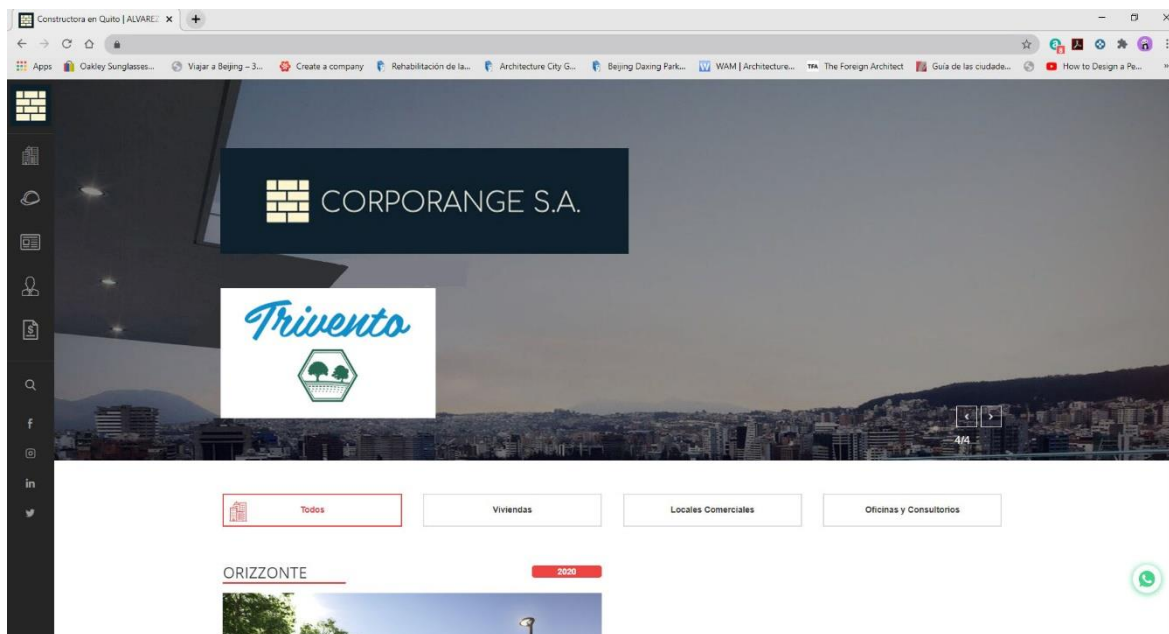 Constructora en Quito | ALVAREZ
Apps
Oakley Sunglasses...
Viajar a Beijing – 3...
Create a company
Rehabilitación de la...
Architecture City G...
Beijing Daxing Park...
WAM | Architecture...
TFA The Foreign Architect
Guía de las ciudade...
How to Design a Pe...
CORPORANGE S.A.
Trivento
4/4
Todos
Viviendas
Locales Comerciales
Oficinas y Consultorios
ORIZZONTE
2020